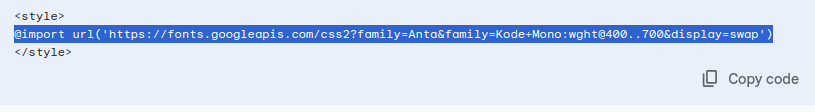 <style>
@import url('https://fonts.googleapis.com/css2?family=Anta&family=Kode+Mono:wght@400..700&display=swap')
</style>
Copy code